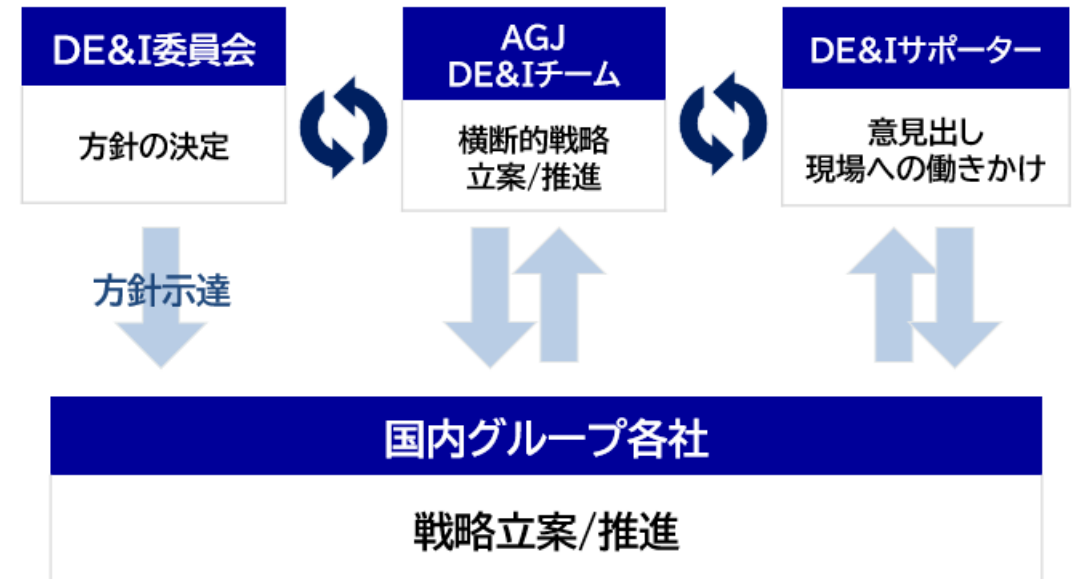 DE&I委員会
方針の決定
AGJ
DE&Iチーム
横断的戦略
立案/推進
DE&Iサポーター
意見出し
現場への働きかけ
方針示達
国内グループ各社
戦略立案/推進